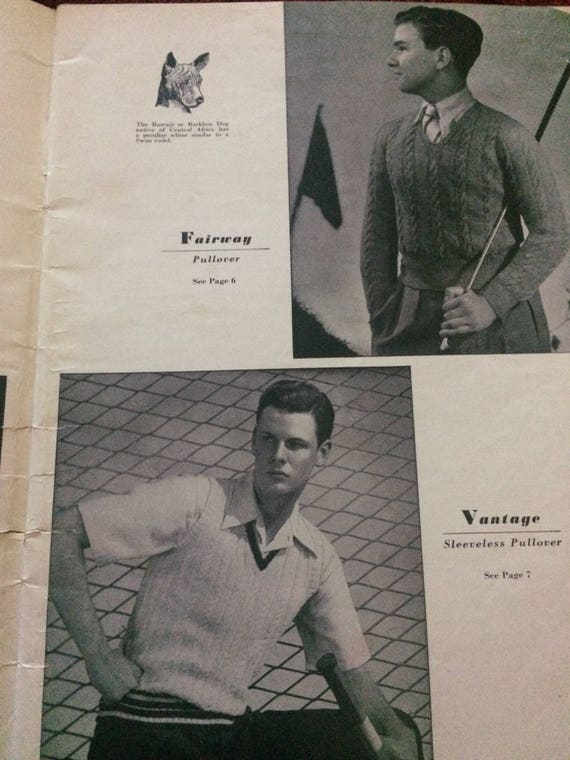 The Basenji or Barkless Dog
native of Central Africa has
a peculiar whine similar to a
Swiss yodel.
Fairway
Pullover
See Page 6
Vantage
Sleeveless Pullover
See Page 7